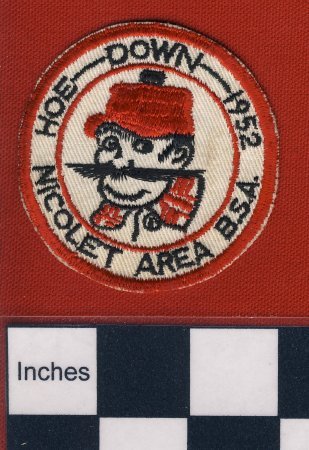 HOE—DOWN—1952
NICOLET AREA B.S.A.
Inches